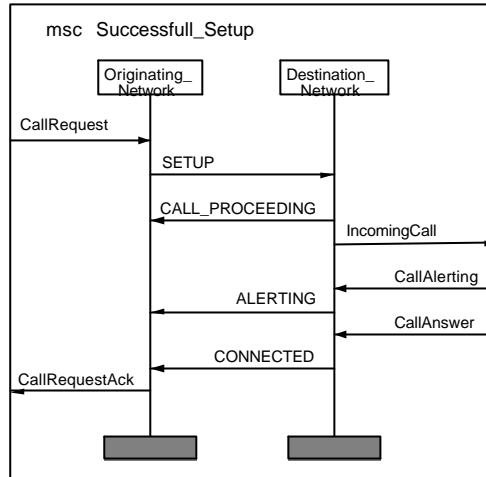 msc Successfull_Setup
Originating_
Network
Destination_
Network
CallRequest
SETUP
CALL_PROCEEDING
IncomingCall
CallAlerting
ALERTING
CallAnswer
CONNECTED
CallRequestAck